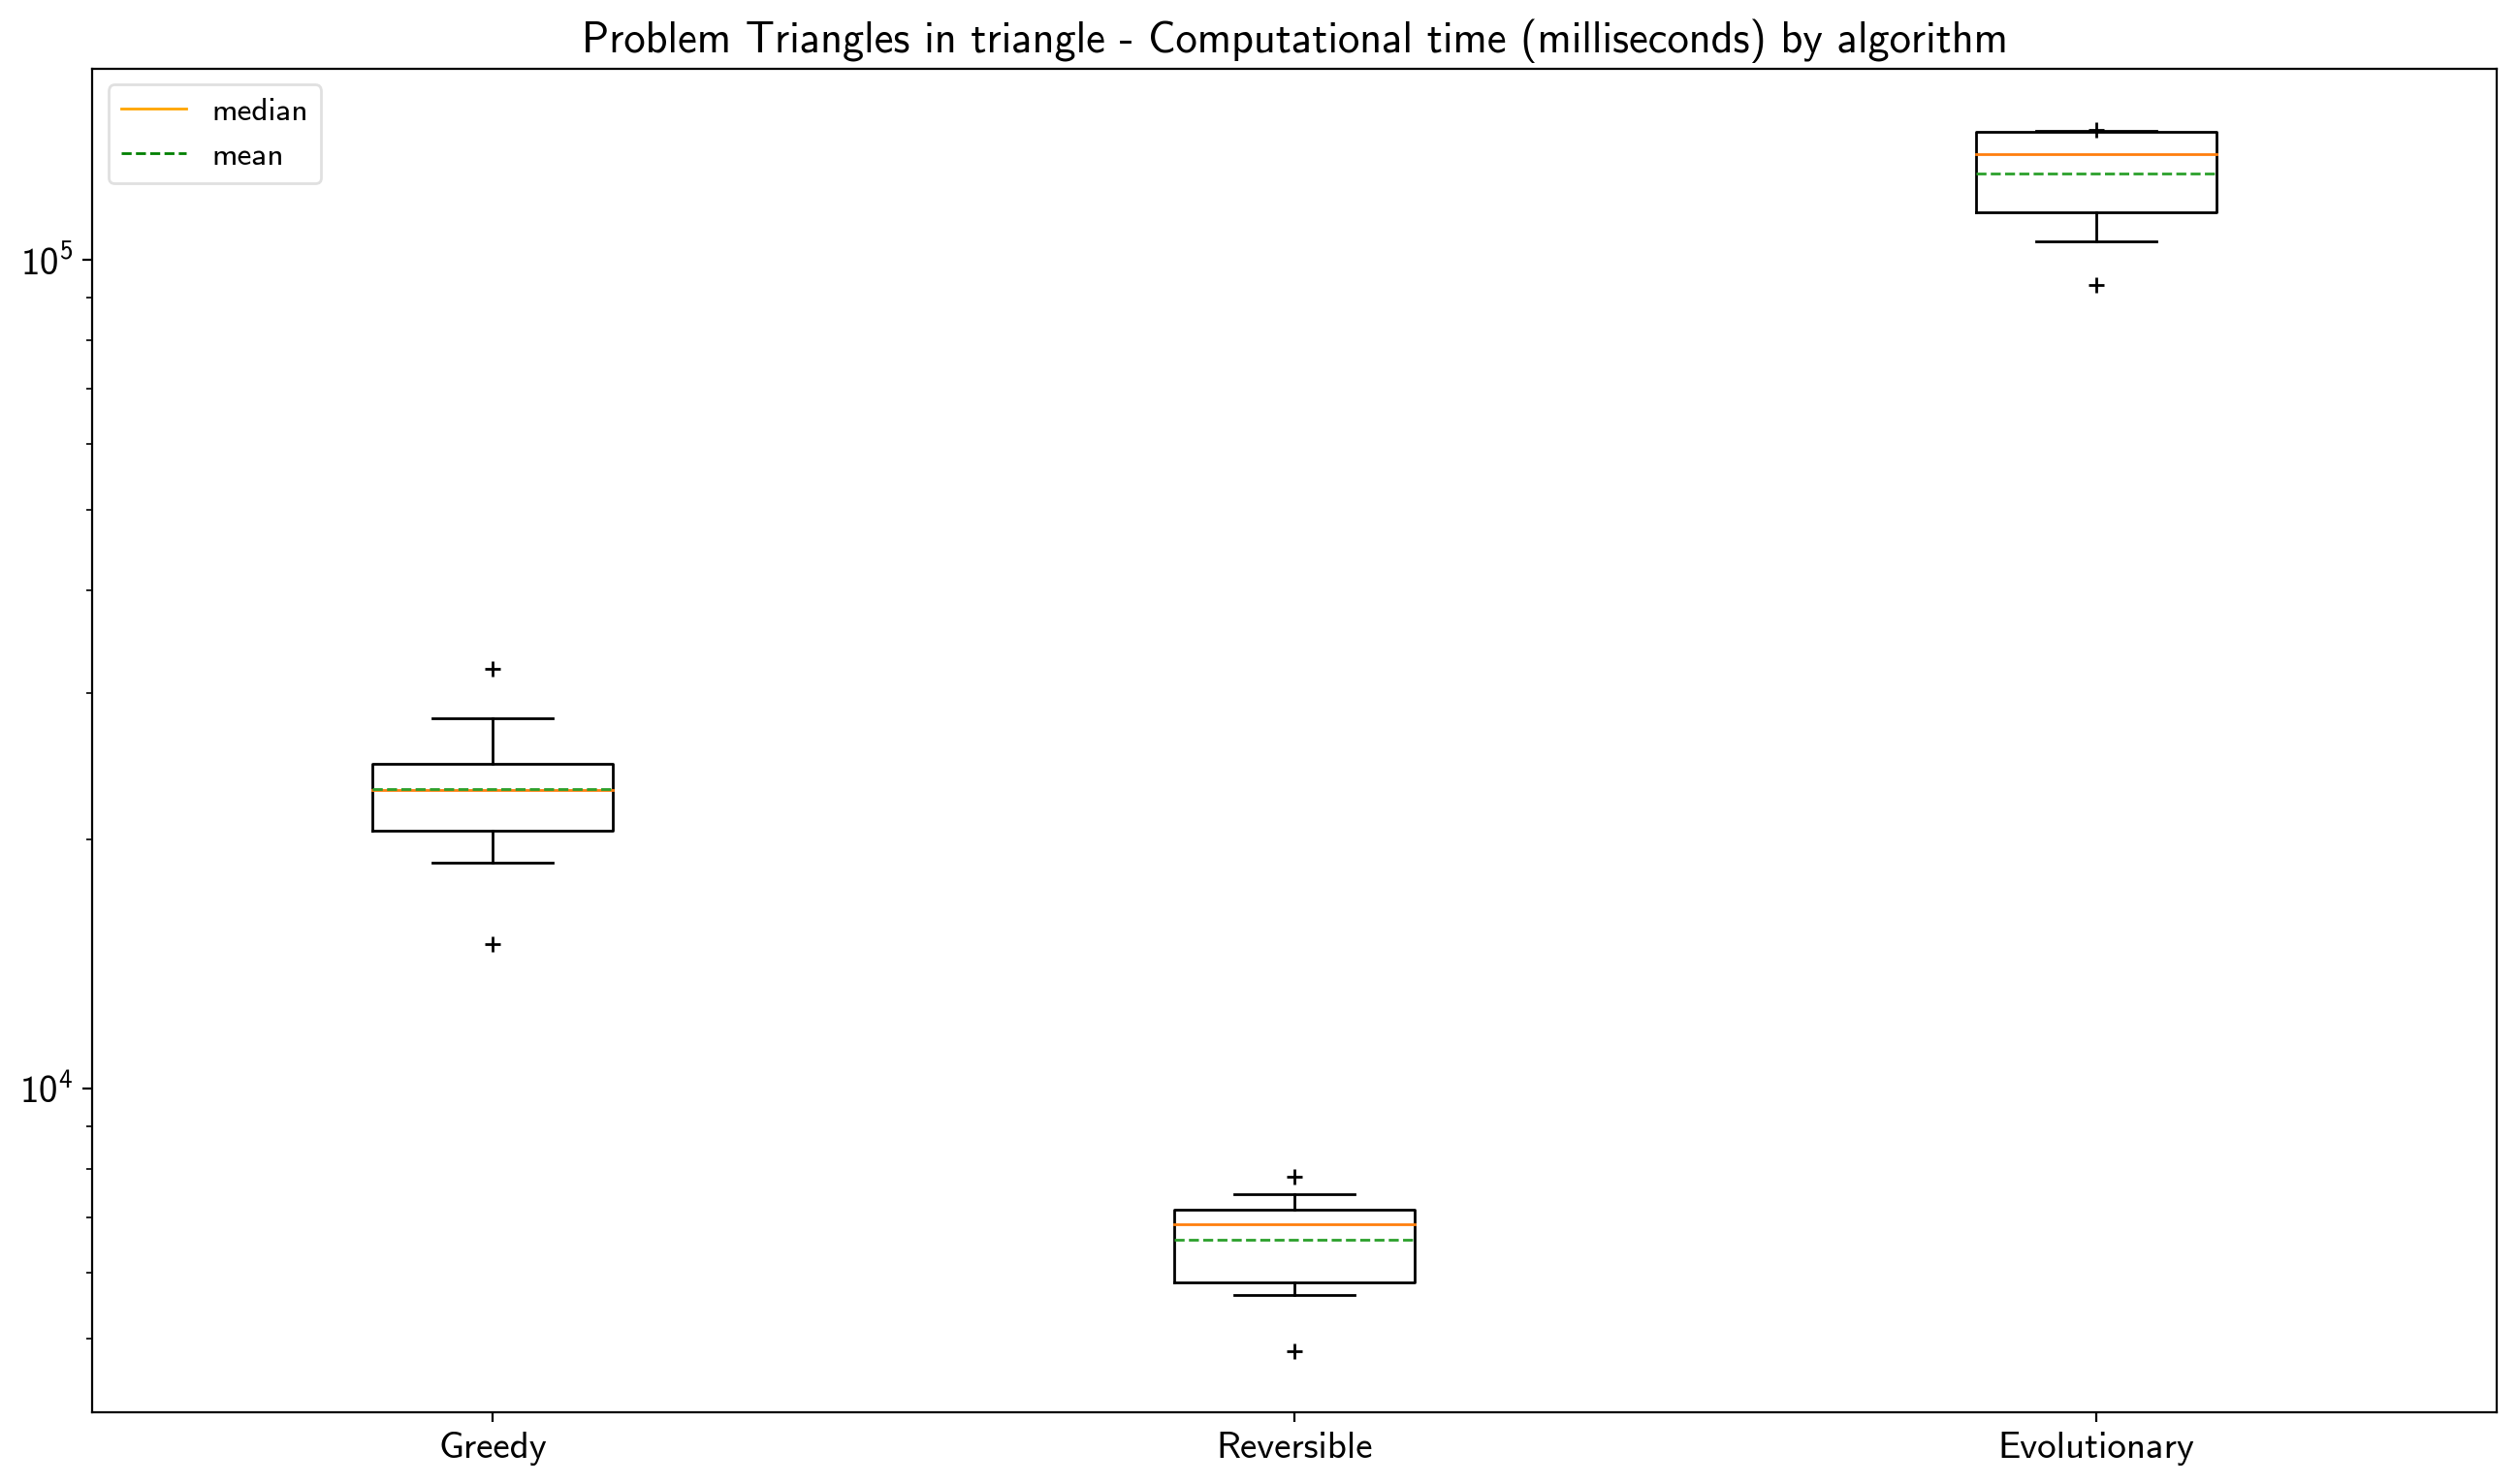 Problem Triangles in triangle - Computational time (milliseconds) by algorithm
median
mean
10^5
10^4
Greedy
Reversible
Evolutionary